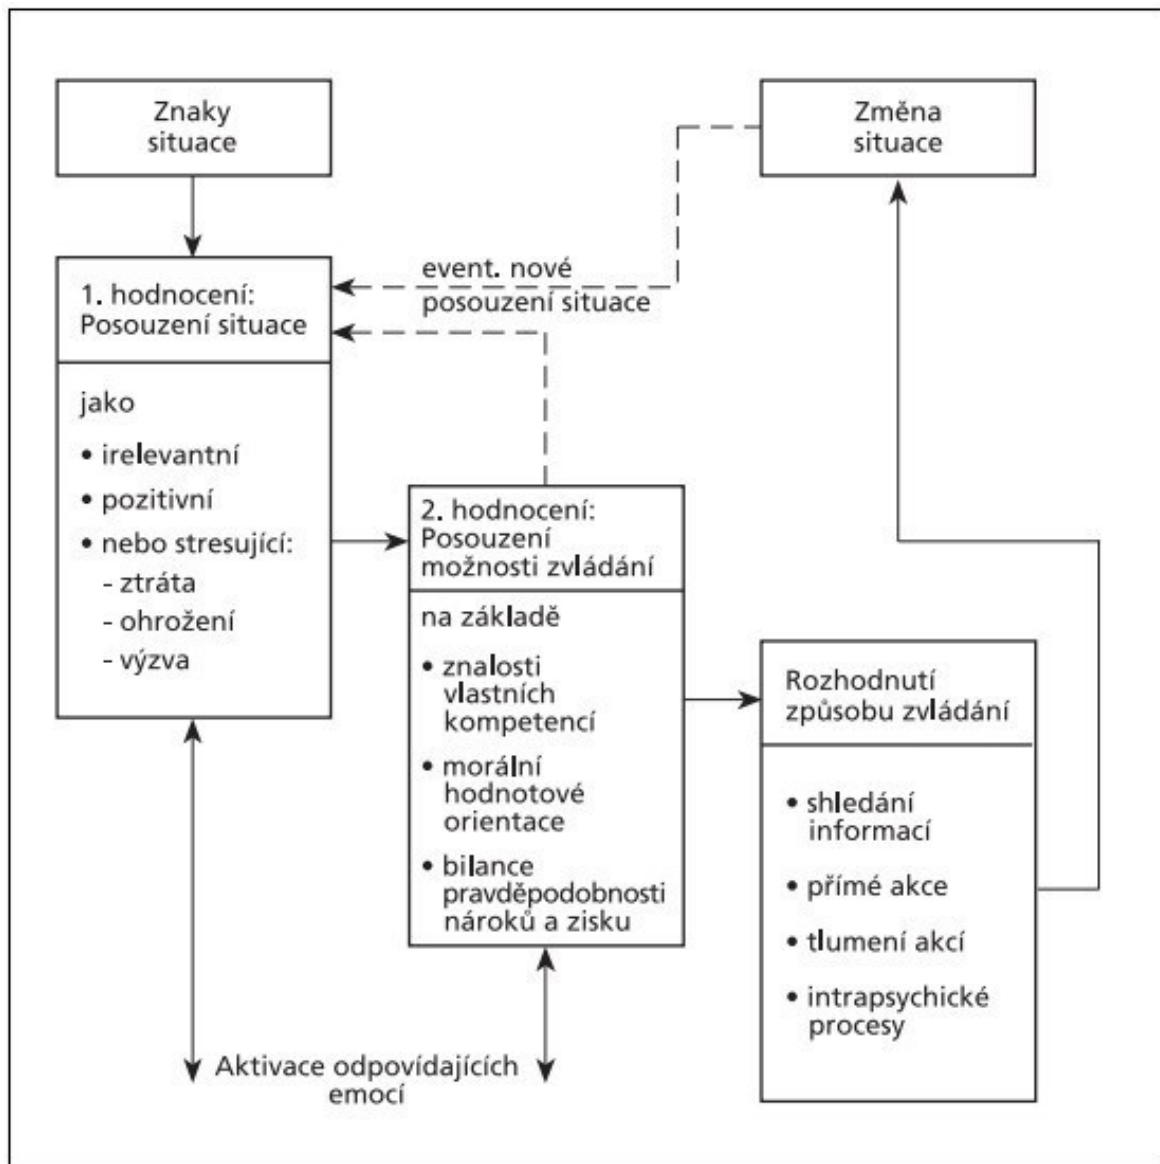 Znaky
situace
Změna
situace
event. nové
posouzení situace
1. hodnocení:
Posouzení situace
jako
• irelevantní
• pozitivní
• nebo stresující:
- ztráta
- ohrožení
- výzva
2. hodnocení:
Posouzení
možnosti zvládání
na základě
• znalosti
vlastních
kompetencí
• morální
hodnotové
orientace
• bilance
pravděpodobnosti
nároků a zisku
Rozhodnutí
způsobu zvládání
• shledání
informací
• přímé akce
• tlumení akcí
• intrapsychické
procesy
Aktivace odpovídajících
emocí